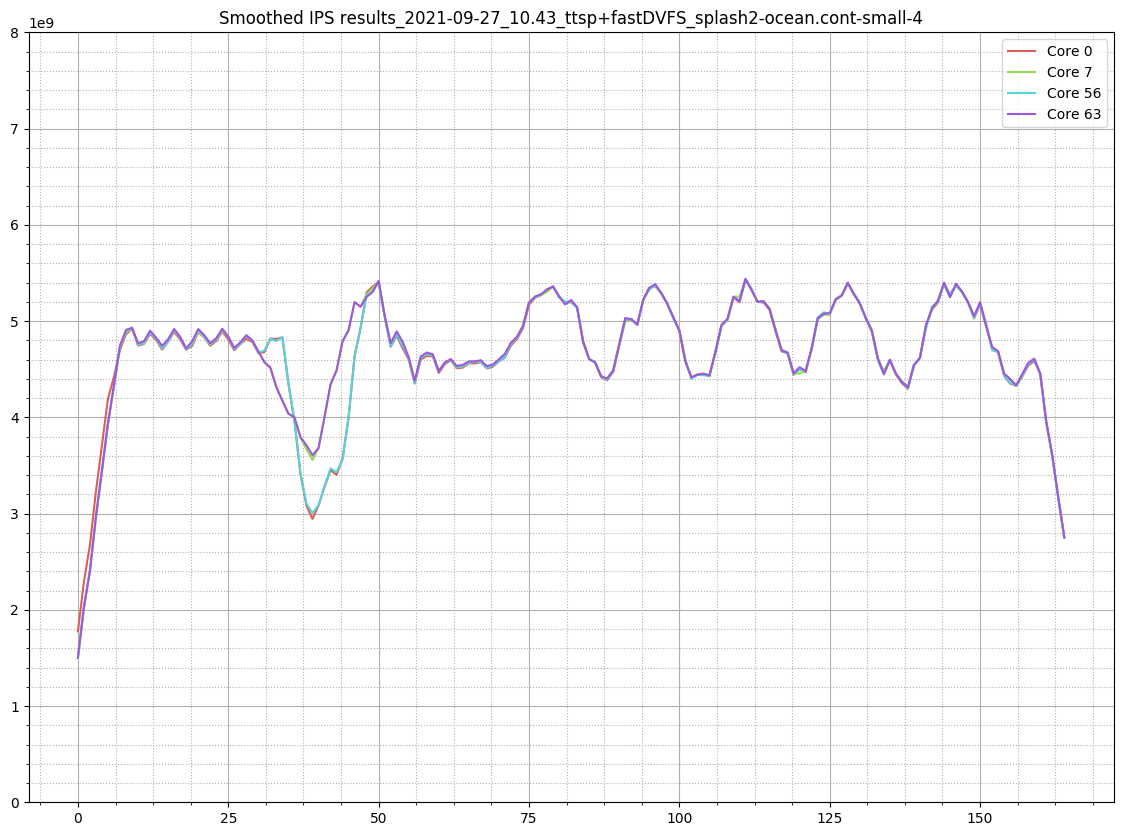 Smoothed IPS results_2021-09-27_10.43_ttsp+fastDVFS_splash2-ocean.cont-small-4
1e9
8
7
6
5
4
3
2
1
0
Core 0
Core 7
Core 56
Core 63
0 25 50 75 100 125 150